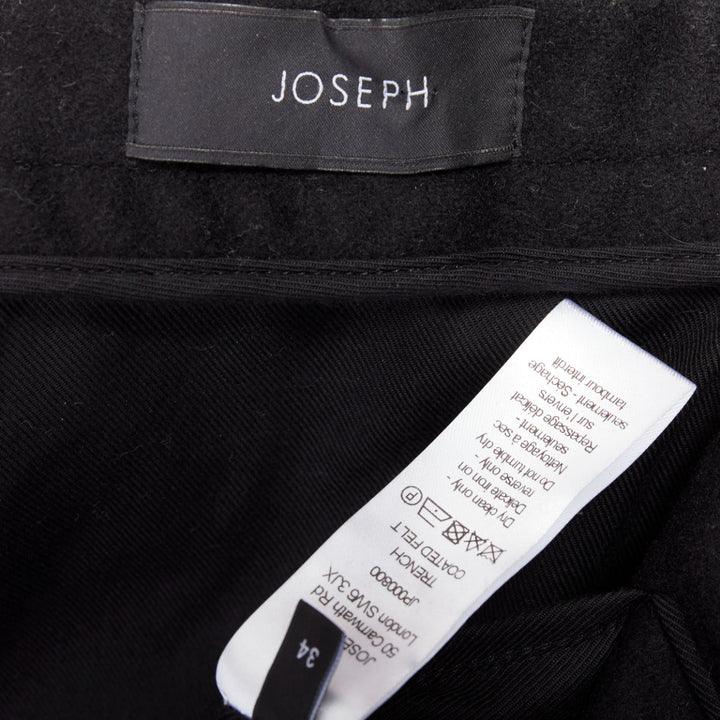 JOSEPH
JOSE
50 Carnwath Rd
London SW6 3JX
JP000800
TRENCH
COATED FELT
P
Dry clean only -
Delicate iron on
reverse only -
Do not tumble dry
Nettoyage à sec
seulement -
Repassage délicat
sur l'envers
seulement - Séchage
tambour interdit
34